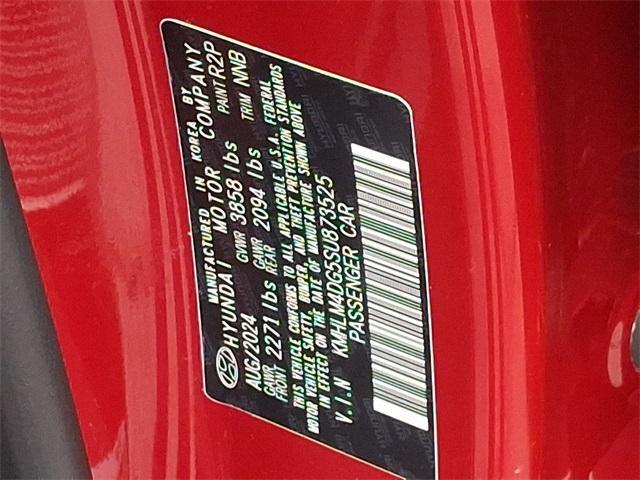 MANUFACTURED IN KOREA BY
HYUNDAI MOTOR COMPANY
AUG/2024 GVWR 3858 lbs PAINT R2P
GAWR FRONT 2271 lbs GAWR REAR 2094 lbs TRIM NNB
THIS VEHICLE CONFORMS TO ALL APPLICABLE U.S.A. FEDERAL
MOTOR VEHICLE SAFETY, BUMPER, AND THEFT PREVENTION STANDARDS
IN EFFECT ON THE DATE OF MANUFACTURE SHOWN ABOVE
V.I.N KMHLM4DG5SU873525
PASSENGER CAR